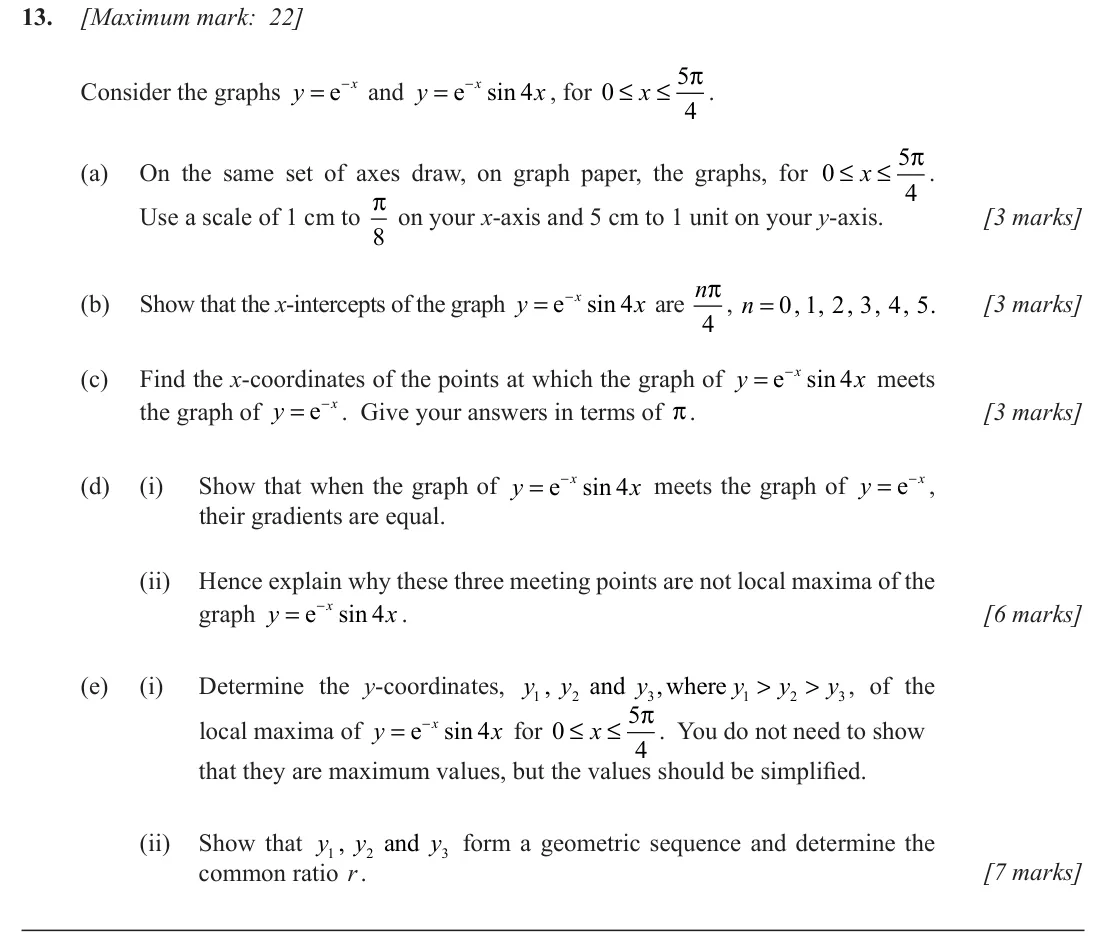 13. [Maximum mark: 22]
Consider the graphs y = e⁻ˣ and y = e⁻ˣ sin 4x, for 0 ≤ x ≤ 5π/4.
(a) On the same set of axes draw, on graph paper, the graphs, for 0 ≤ x ≤ 5π/4.
Use a scale of 1 cm to π/8 on your x-axis and 5 cm to 1 unit on your y-axis. [3 marks]
(b) Show that the x-intercepts of the graph y = e⁻ˣ sin 4x are nπ/4, n = 0, 1, 2, 3, 4, 5. [3 marks]
(c) Find the x-coordinates of the points at which the graph of y = e⁻ˣ sin 4x meets
the graph of y = e⁻ˣ. Give your answers in terms of π. [3 marks]
(d) (i) Show that when the graph of y = e⁻ˣ sin 4x meets the graph of y = e⁻ˣ,
their gradients are equal.
(ii) Hence explain why these three meeting points are not local maxima of the
graph y = e⁻ˣ sin 4x. [6 marks]
(e) (i) Determine the y-coordinates, y₁, y₂ and y₃, where y₁ > y₂ > y₃, of the
local maxima of y = e⁻ˣ sin 4x for 0 ≤ x ≤ 5π/4. You do not need to show
that they are maximum values, but the values should be simplified.
(ii) Show that y₁, y₂ and y₃ form a geometric sequence and determine the
common ratio r. [7 marks]